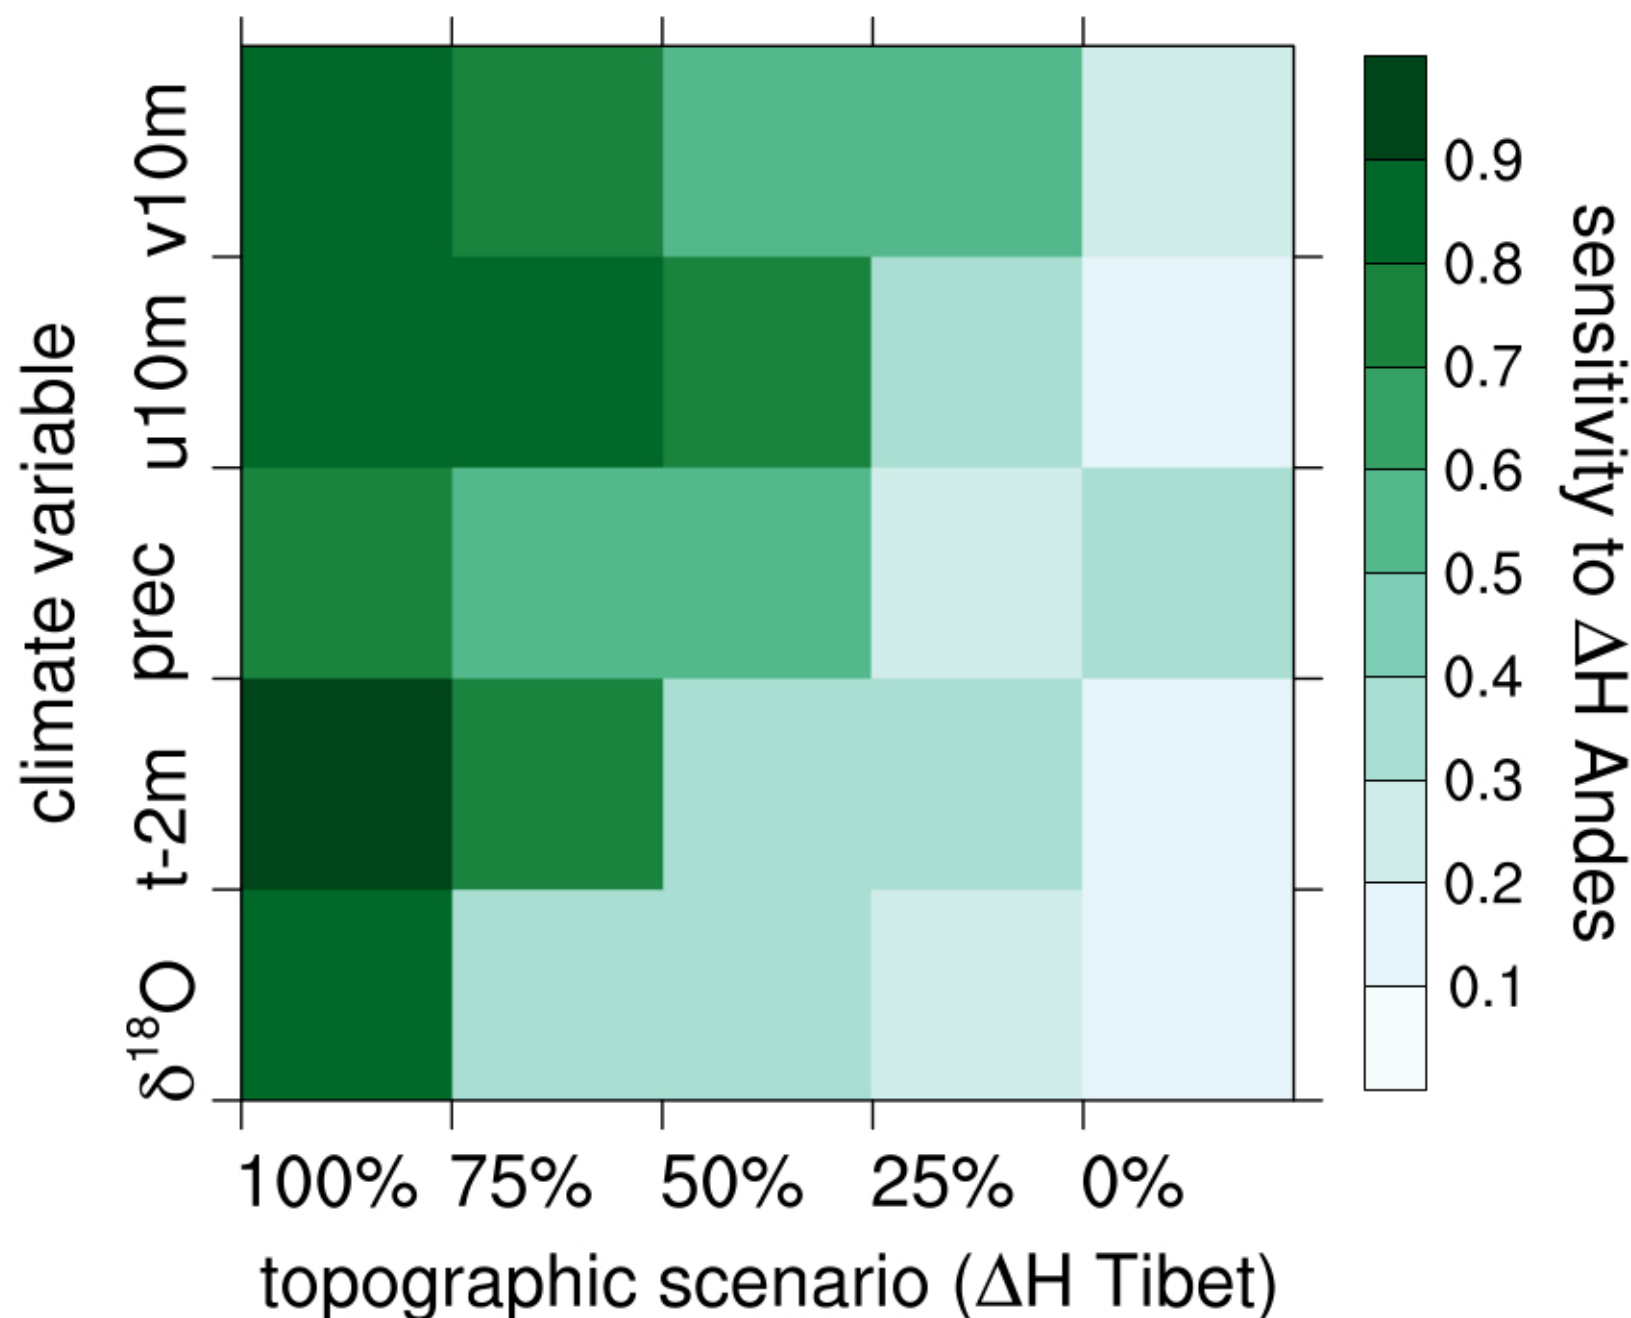 climate variable
v10m
u10m
prec
t-2m
δ¹⁸O
100% 75% 50% 25% 0%
topographic scenario (ΔH Tibet)
0.9
0.8
0.7
0.6
0.5
0.4
0.3
0.2
0.1
sensitivity to ΔH Andes